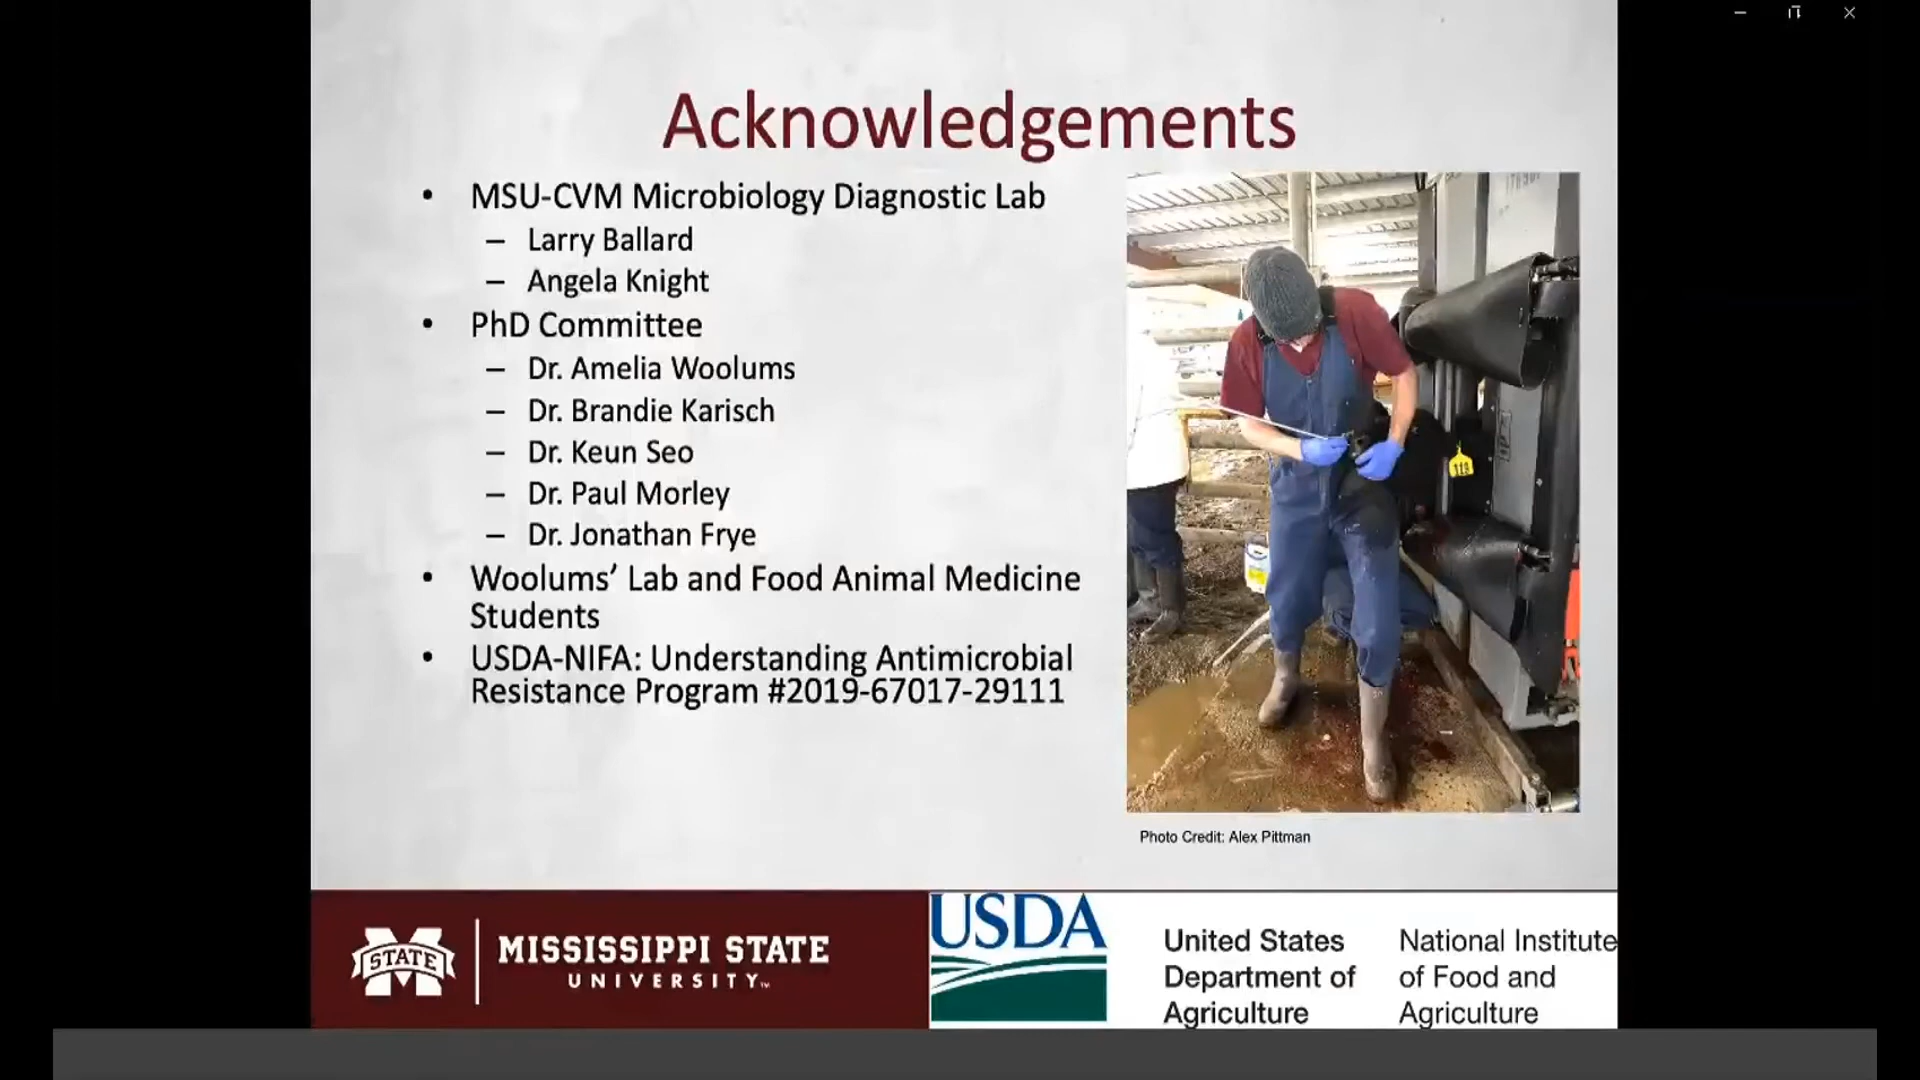 Acknowledgements
• MSU-CVM Microbiology Diagnostic Lab
– Larry Ballard
– Angela Knight
• PhD Committee
– Dr. Amelia Woolums
– Dr. Brandie Karisch
– Dr. Keun Seo
– Dr. Paul Morley
– Dr. Jonathan Frye
• Woolums’ Lab and Food Animal Medicine
Students
• USDA-NIFA: Understanding Antimicrobial
Resistance Program #2019-67017-29111
119
Photo Credit: Alex Pittman
STATE
MISSISSIPPI STATE
UNIVERSITY™
USDA
United States
Department of
Agriculture
National Institute
of Food and
Agriculture